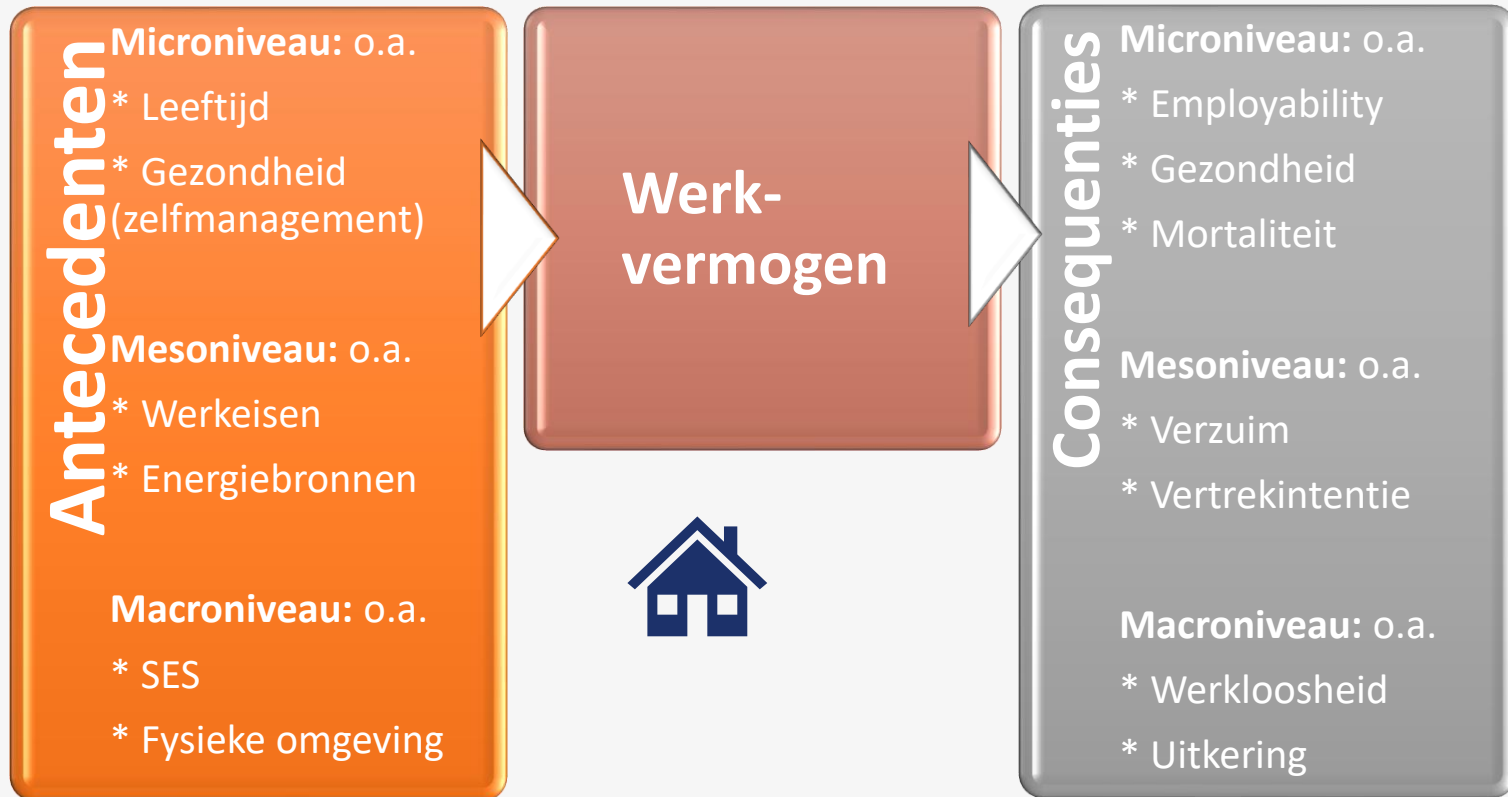 Antecedenten
Microniveau: o.a.
* Leeftijd
* Gezondheid
(zelfmanagement)
Mesoniveau: o.a.
* Werkeisen
* Energiebronnen
Macroniveau: o.a.
* SES
* Fysieke omgeving
Werk-
vermogen
Consequenties
Microniveau: o.a.
* Employability
* Gezondheid
* Mortaliteit
Mesoniveau: o.a.
* Verzuim
* Vertrekintentie
Macroniveau: o.a.
* Werkloosheid
* Uitkering